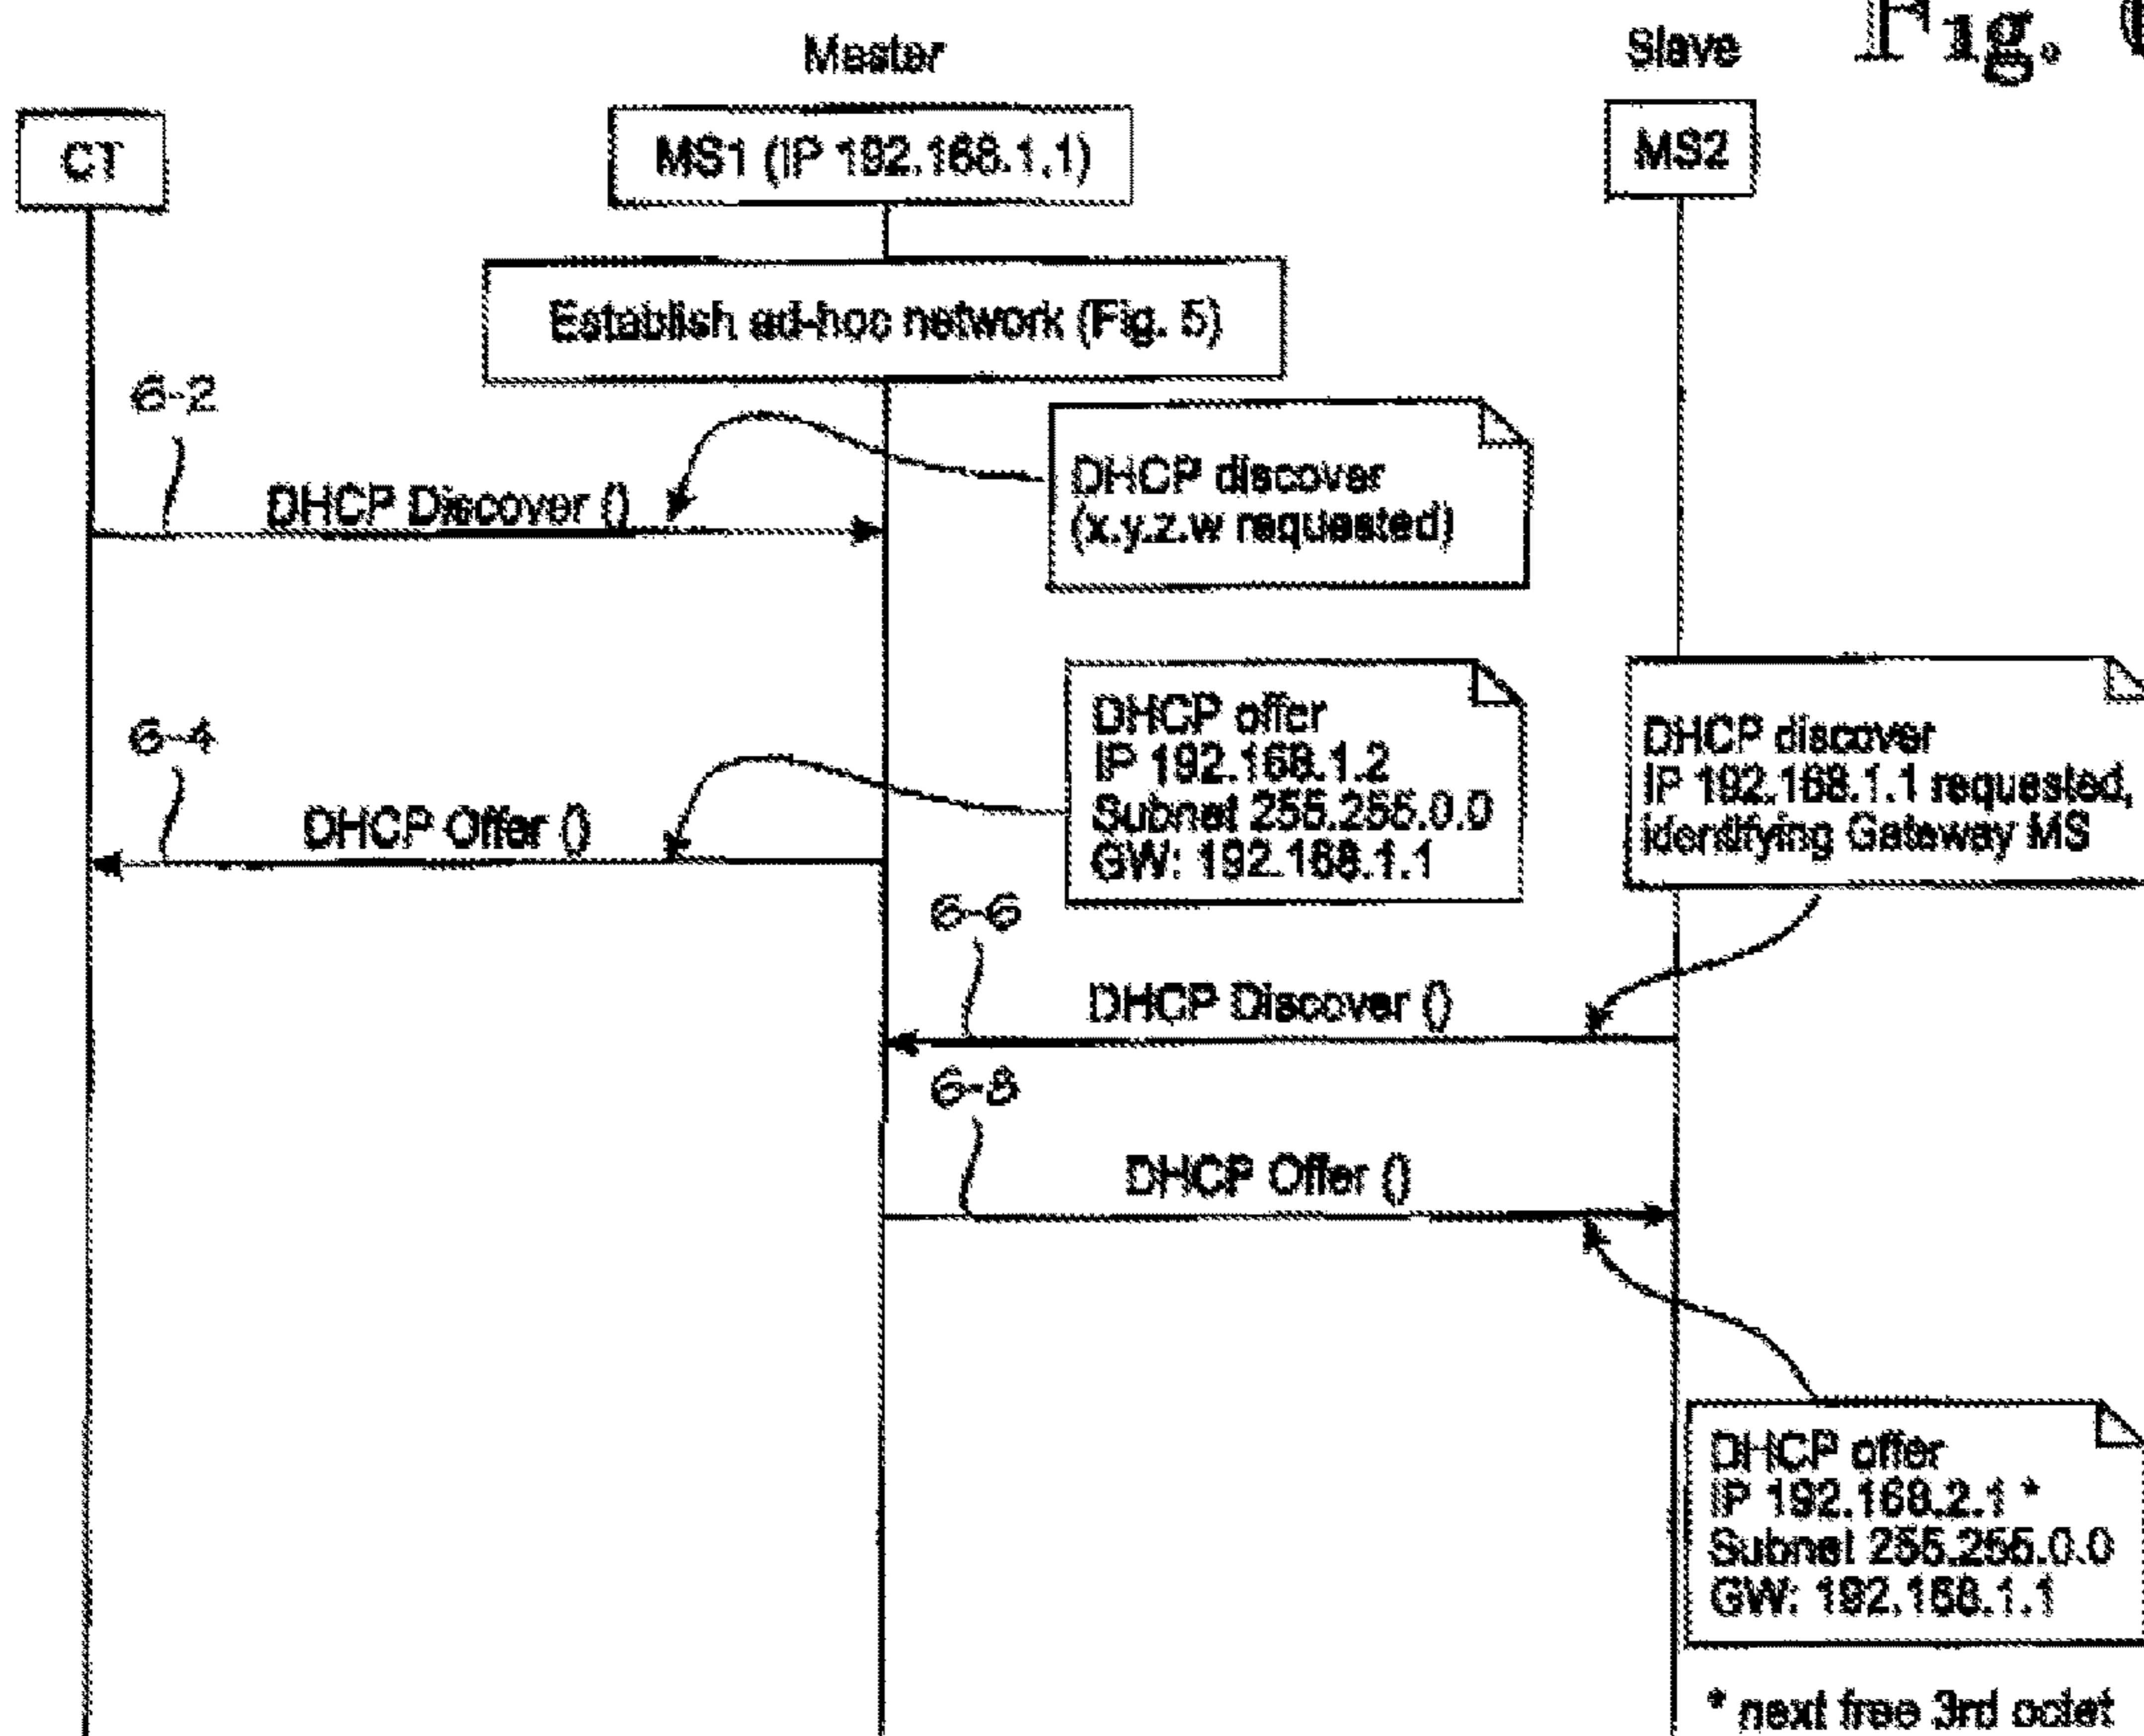 Fig.
Master
Slave
CT
MS1 (IP 192.168.1.1)
MS2
Establish ad-hoc network (Fig. 5)
6-2
DHCP Discover ()
DHCP discover
(x.y.z.w requested)
6-4
DHCP Offer ()
DHCP offer
IP 192.168.1.2
Subnet 255.255.0.0
GW: 192.168.1.1
DHCP discover
IP 192.168.1.1 requested,
identifying Gateway MS
6-6
DHCP Discover ()
6-8
DHCP Offer ()
DHCP offer
IP 192.168.2.1 *
Subnet 255.255.0.0
GW: 192.168.1.1
* next free 3rd octet